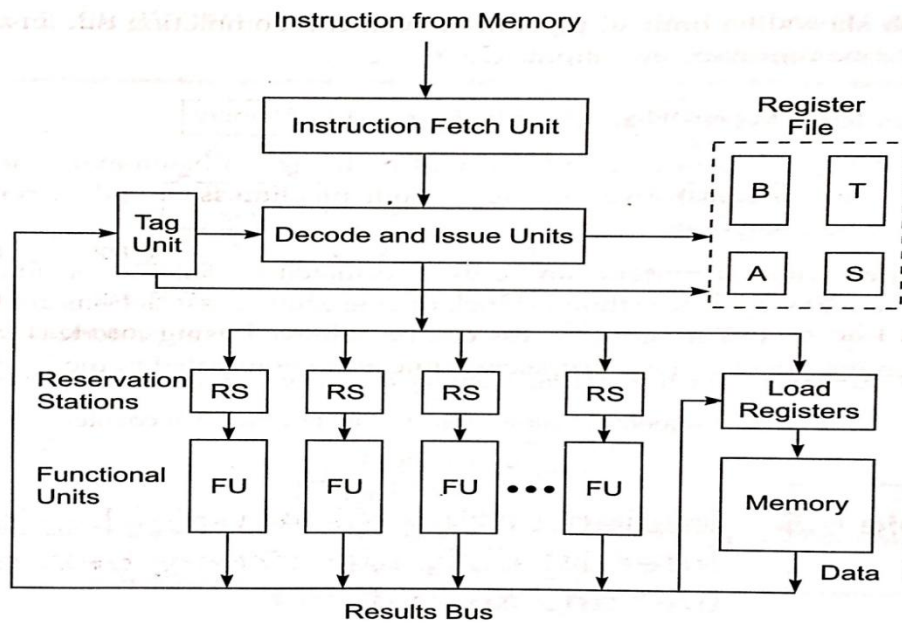 Instruction from Memory
Instruction Fetch Unit
Register
File
B
T
Tag
Unit
Decode and Issue Units
A
S
Reservation
Stations
RS
RS
RS
RS
Load
Registers
Functional
Units
FU
FU
FU
•••
FU
Memory
Data
Results Bus